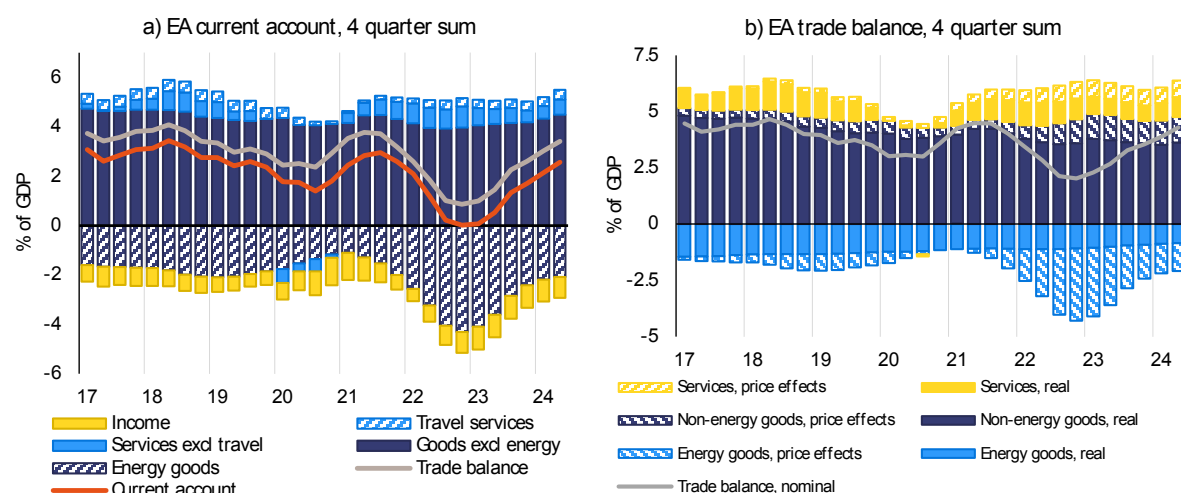 a) EA current account, 4 quarter sum
% of GDP
6
4
2
0
-2
-4
-6
17 18 19 20 21 22 23 24
Income
Travel services
Services excl travel
Goods excl energy
Energy goods
Trade balance
Current account
b) EA trade balance, 4 quarter sum
% of GDP
7.5
5
2.5
0
-2.5
-5
17 18 19 20 21 22 23 24
Services, price effects
Services, real
Non-energy goods, price effects
Non-energy goods, real
Energy goods, price effects
Energy goods, real
Trade balance, nominal